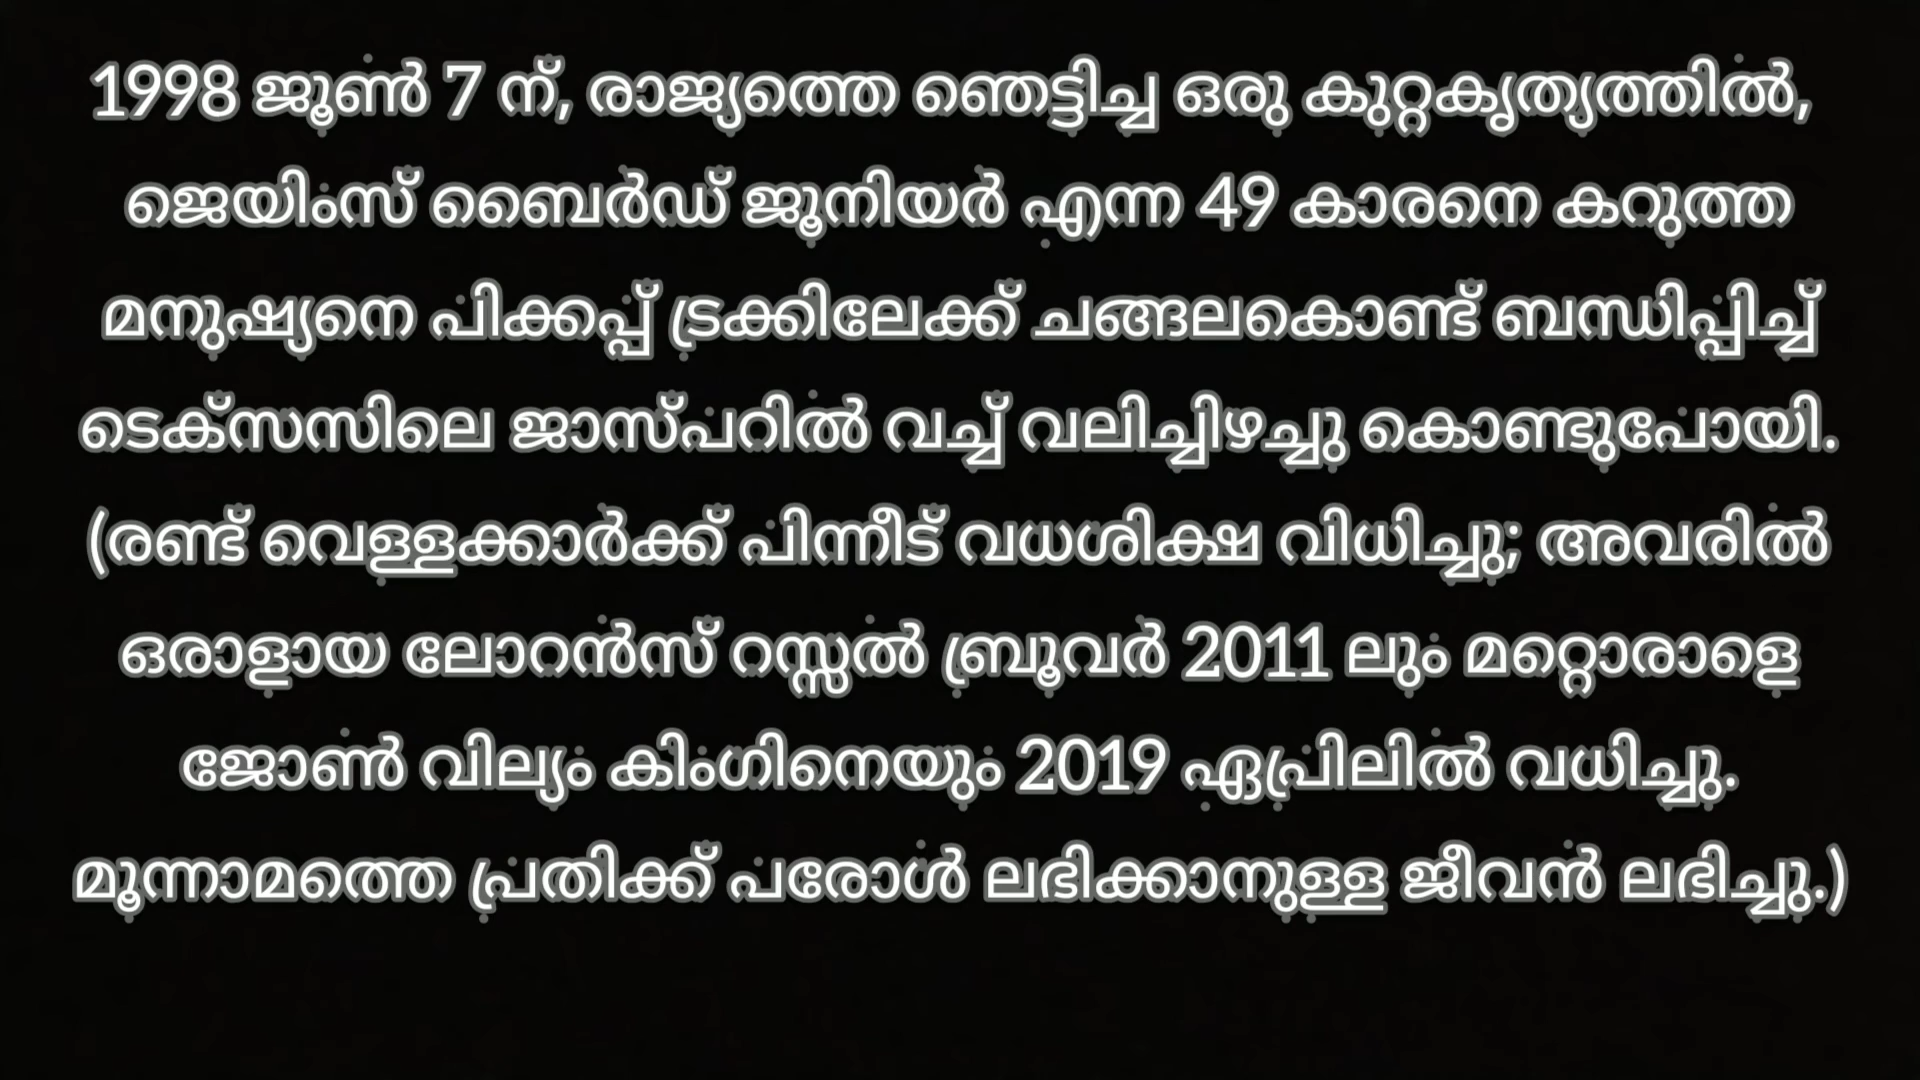 1998 ജൂൺ 7 ന്, രാജ്യത്തെ ഞെട്ടിച്ച ഒരു കുറ്റകൃത്യത്തിൽ,
ജെയിംസ് ബൈർഡ് ജൂനിയർ എന്ന 49 കാരനെ കറുത്ത
മനുഷ്യനെ പിക്കപ്പ് ട്രക്കിലേക്ക് ചങ്ങലകൊണ്ട് ബന്ധിപ്പിച്ച്
ടെക്സസിലെ ജാസ്പറിൽ വച്ച് വലിച്ചിഴച്ചു കൊണ്ടുപോയി.
(രണ്ട് വെള്ളക്കാർക്ക് പിന്നീട് വധശിക്ഷ വിധിച്ചു; അവരിൽ
ഒരാളായ ലോറൻസ് റസ്സൽ ബ്രൂവർ 2011 ലും മറ്റൊരാളെ
ജോൺ വില്യം കിംഗിനെയും 2019 ഏപ്രിലിൽ വധിച്ചു.
മൂന്നാമത്തെ പ്രതിക്ക് പരോൾ ലഭിക്കാനുള്ള ജീവൻ ലഭിച്ചു.)